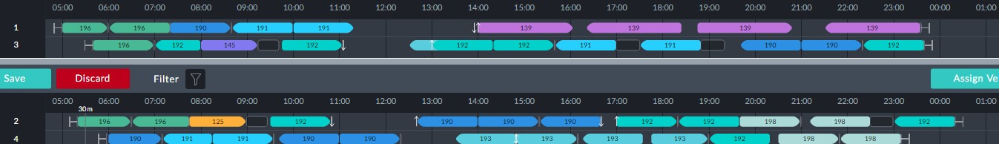 05:00 06:00 07:00 08:00 09:00 10:00 11:00 12:00 13:00 14:00 15:00 16:00 17:00 18:00 19:00 20:00 21:00 22:00 23:00 00:00 01:00
1 196 196 190 191 191 139 139 139 139
3 196 192 145 192 192 192 191 191 190 190 192
Save Discard Filter Assign Ve
05:00 06:00 07:00 08:00 09:00 10:00 11:00 12:00 13:00 14:00 15:00 16:00 17:00 18:00 19:00 20:00 21:00 22:00 23:00 00:00 01:00
30m
2 196 196 125 192 190 190 190 192 192 198 198 192
4 190 191 191 190 190 193 193 193 193 192 198 198